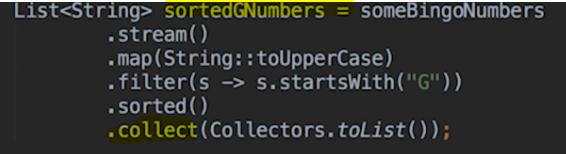 List<String> sortedGNumbers = someBingoNumbers
.stream()
.map(String::toUpperCase)
.filter(s -> s.startsWith("G"))
.sorted()
.collect(Collectors.toList());